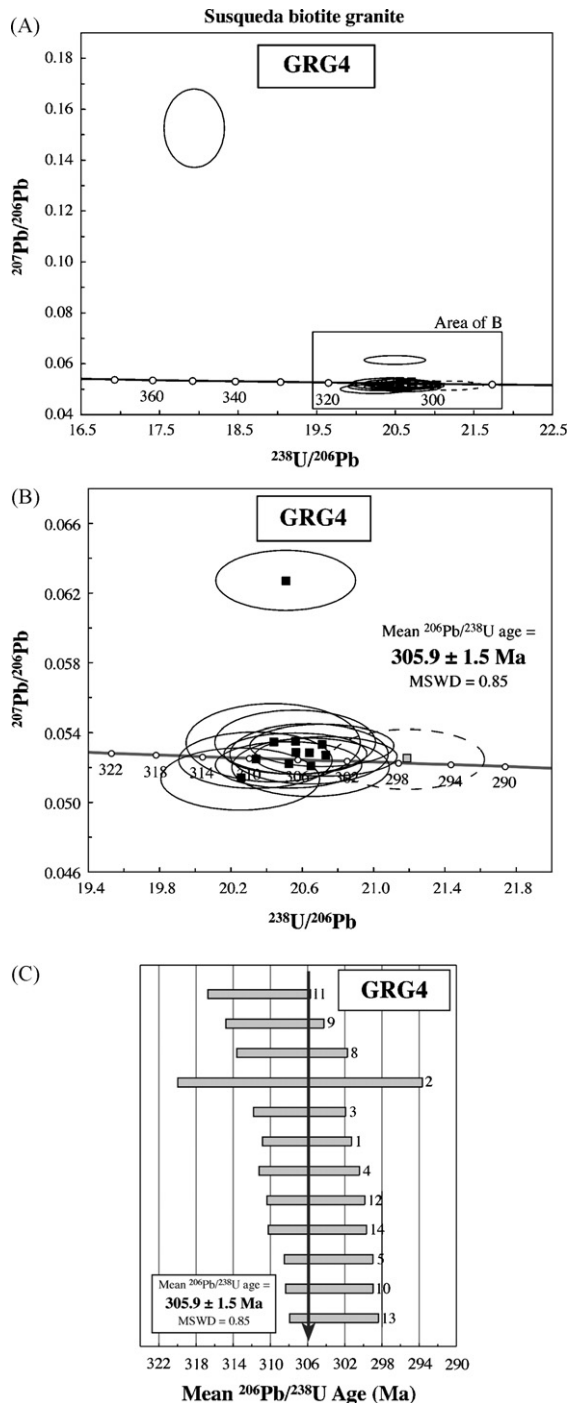 (A)
Susqueda biotite granite
GRG4
0.18
0.16
0.14
0.12
0.10
0.08
0.06
0.04
²⁰⁷Pb/²⁰⁶Pb
Area of B
360
340
320
300
16.5 17.5 18.5 19.5 20.5 21.5 22.5
²³⁸U/²⁰⁶Pb
(B)
GRG4
0.066
0.062
0.058
0.054
0.050
0.046
²⁰⁷Pb/²⁰⁶Pb
Mean ²⁰⁶Pb/²³⁸U age =
305.9 ± 1.5 Ma
MSWD = 0.85
322 318 314 310 306 302 298 294 290
19.4 19.8 20.2 20.6 21.1 21.4 21.8
²³⁸U/²⁰⁶Pb
(C)
GRG4
11
9
8
2
3
1
4
12
14
5
10
13
Mean ²⁰⁶Pb/²³⁸U age =
305.9 ± 1.5 Ma
MSWD = 0.85
322 318 314 310 306 302 298 294 290
Mean ²⁰⁶Pb/²³⁸U Age (Ma)